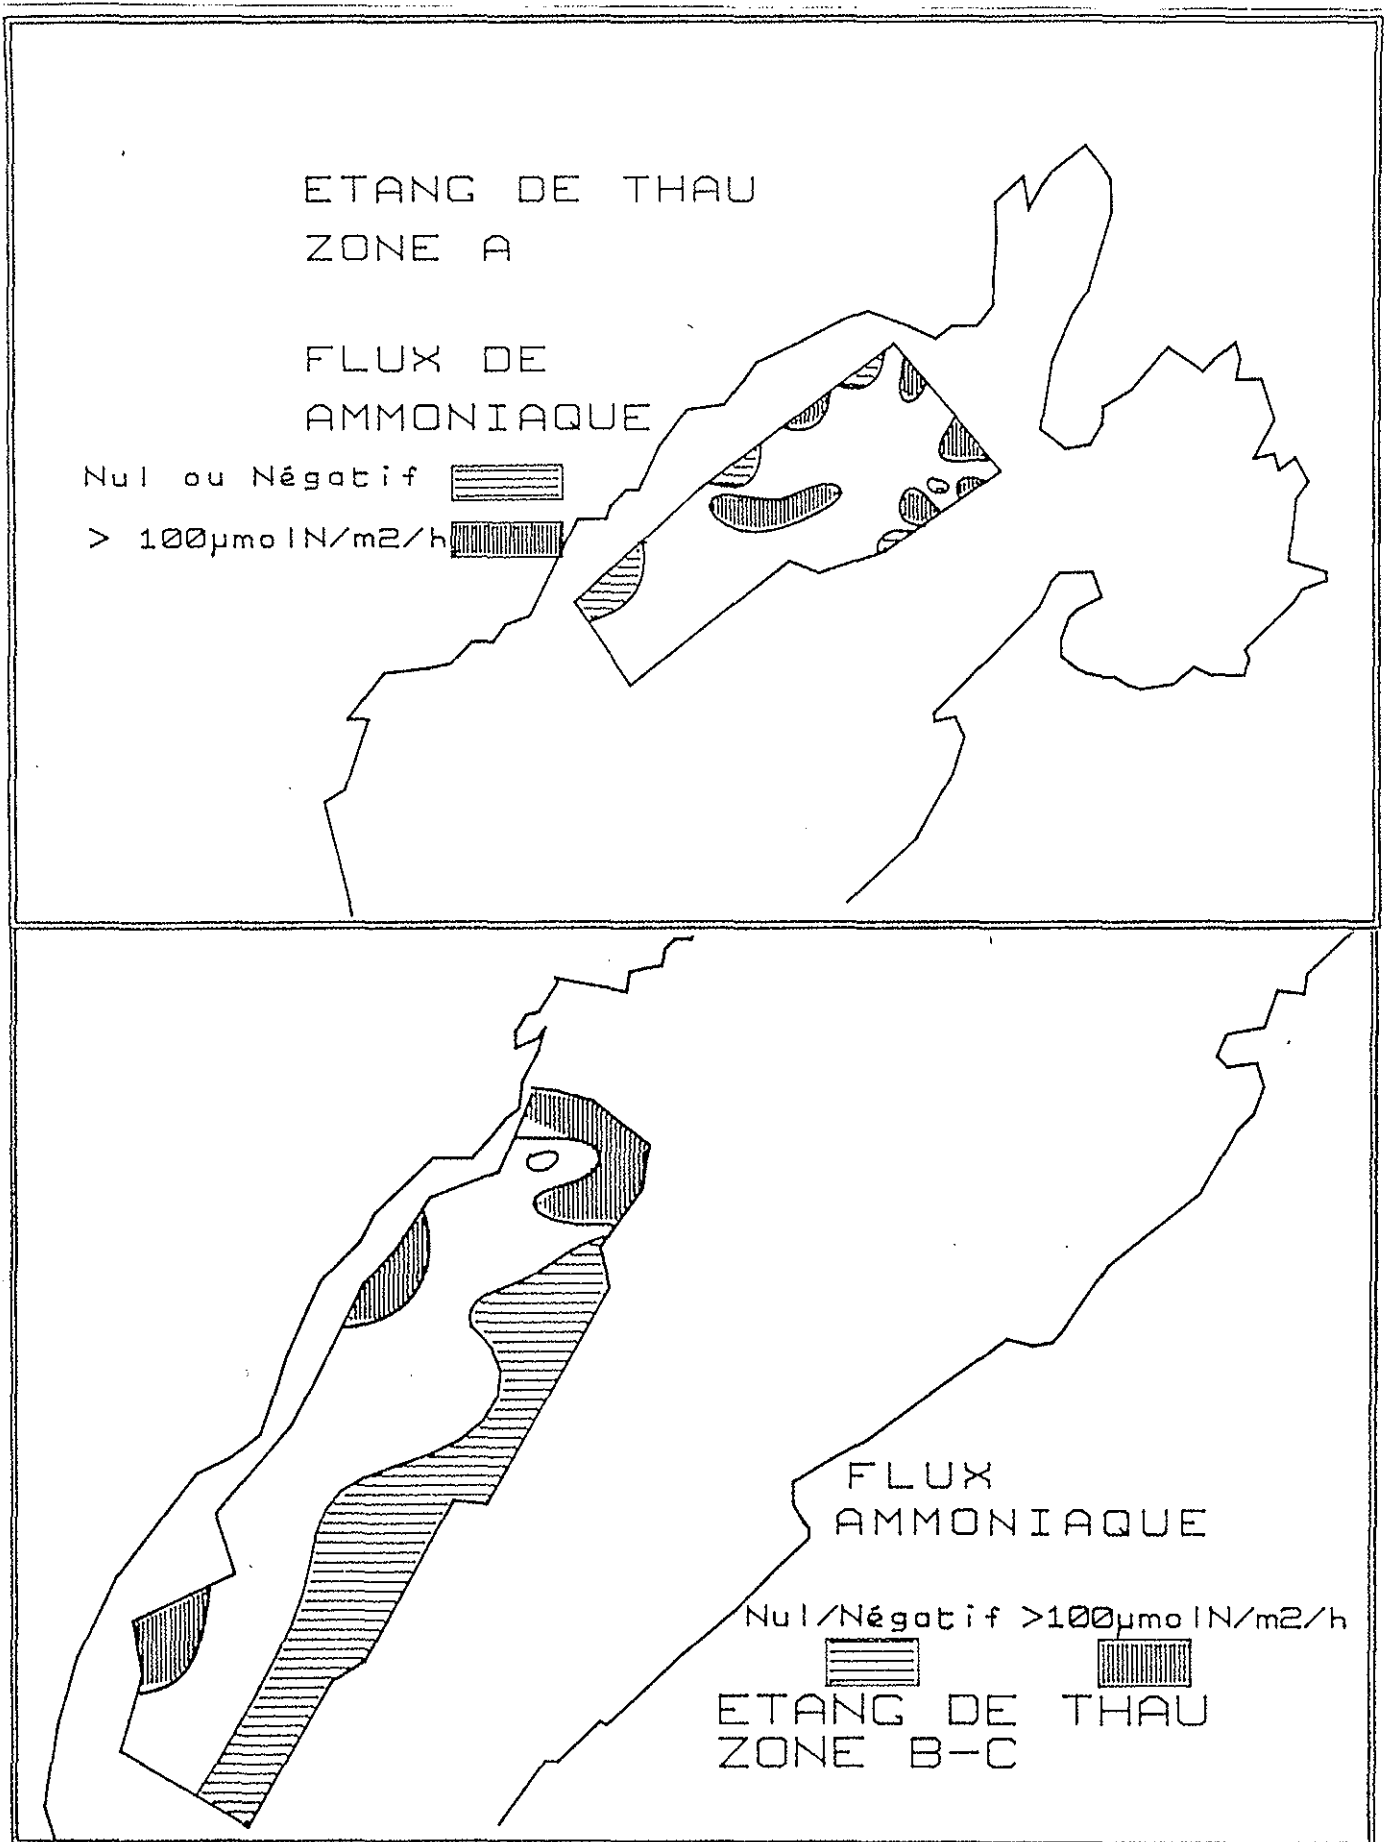 ETANG DE THAU
ZONE A
FLUX DE
AMMONIAQUE
Nul ou Négatif
> 100µmolN/m2/h
FLUX
AMMONIAQUE
Nul/Négatif >100µmolN/m2/h
ETANG DE THAU
ZONE B-C